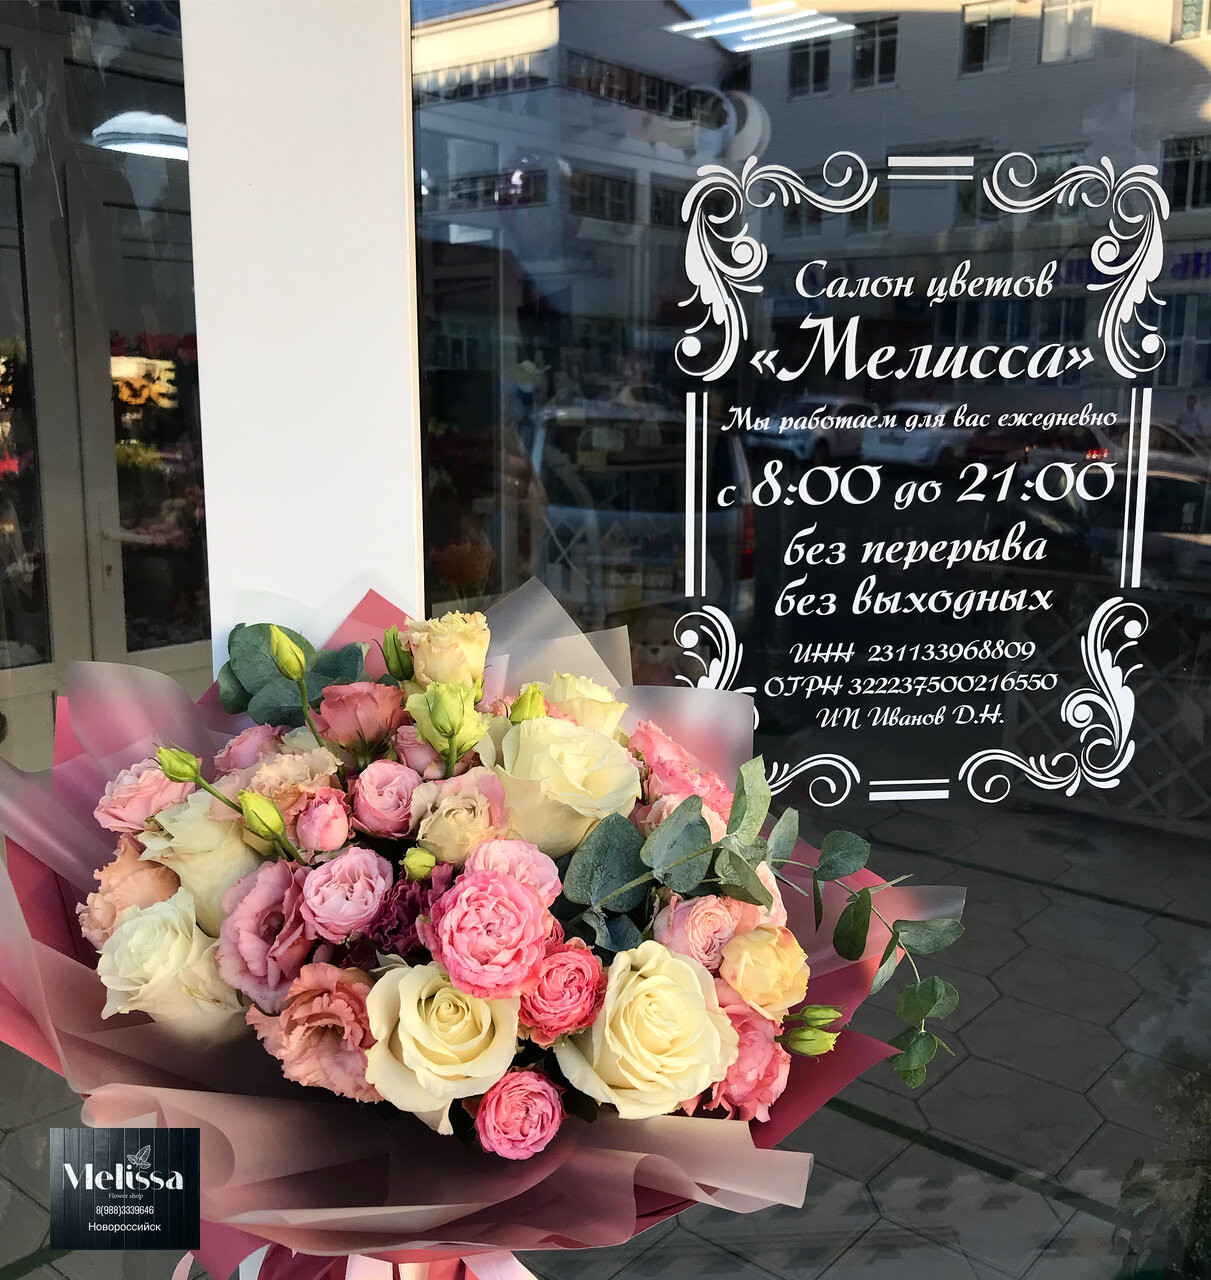 Салон цветов
«Мелисса»
Мы работаем для вас ежедневно
с 8:00 до 21:00
без перерыва
без выходных
ИНН 231133968809
ОГРН 322237500216550
ИП Иванов Д.Н.
Melissa
Flower shop
8(988)3339646
Новороссийск